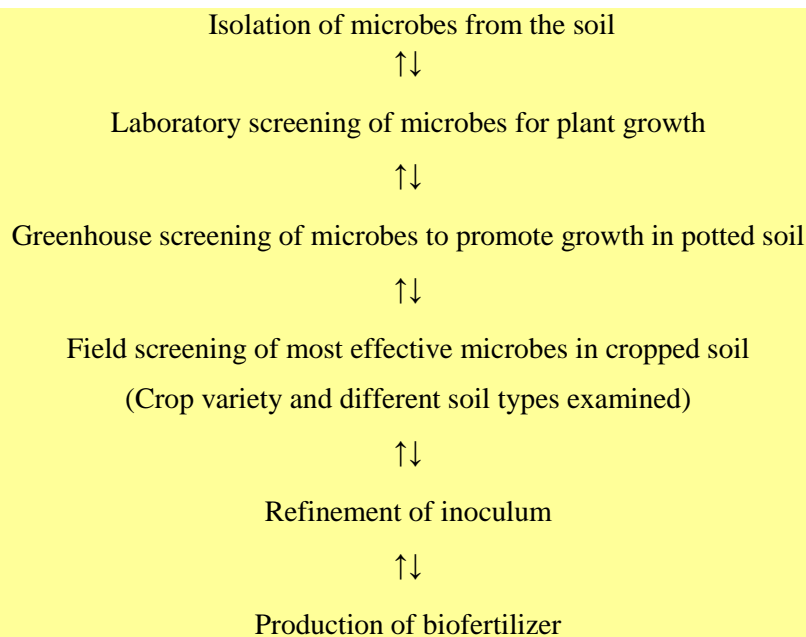 Isolation of microbes from the soil
↑↓
Laboratory screening of microbes for plant growth
↑↓
Greenhouse screening of microbes to promote growth in potted soil
↑↓
Field screening of most effective microbes in cropped soil
(Crop variety and different soil types examined)
↑↓
Refinement of inoculum
↑↓
Production of biofertilizer